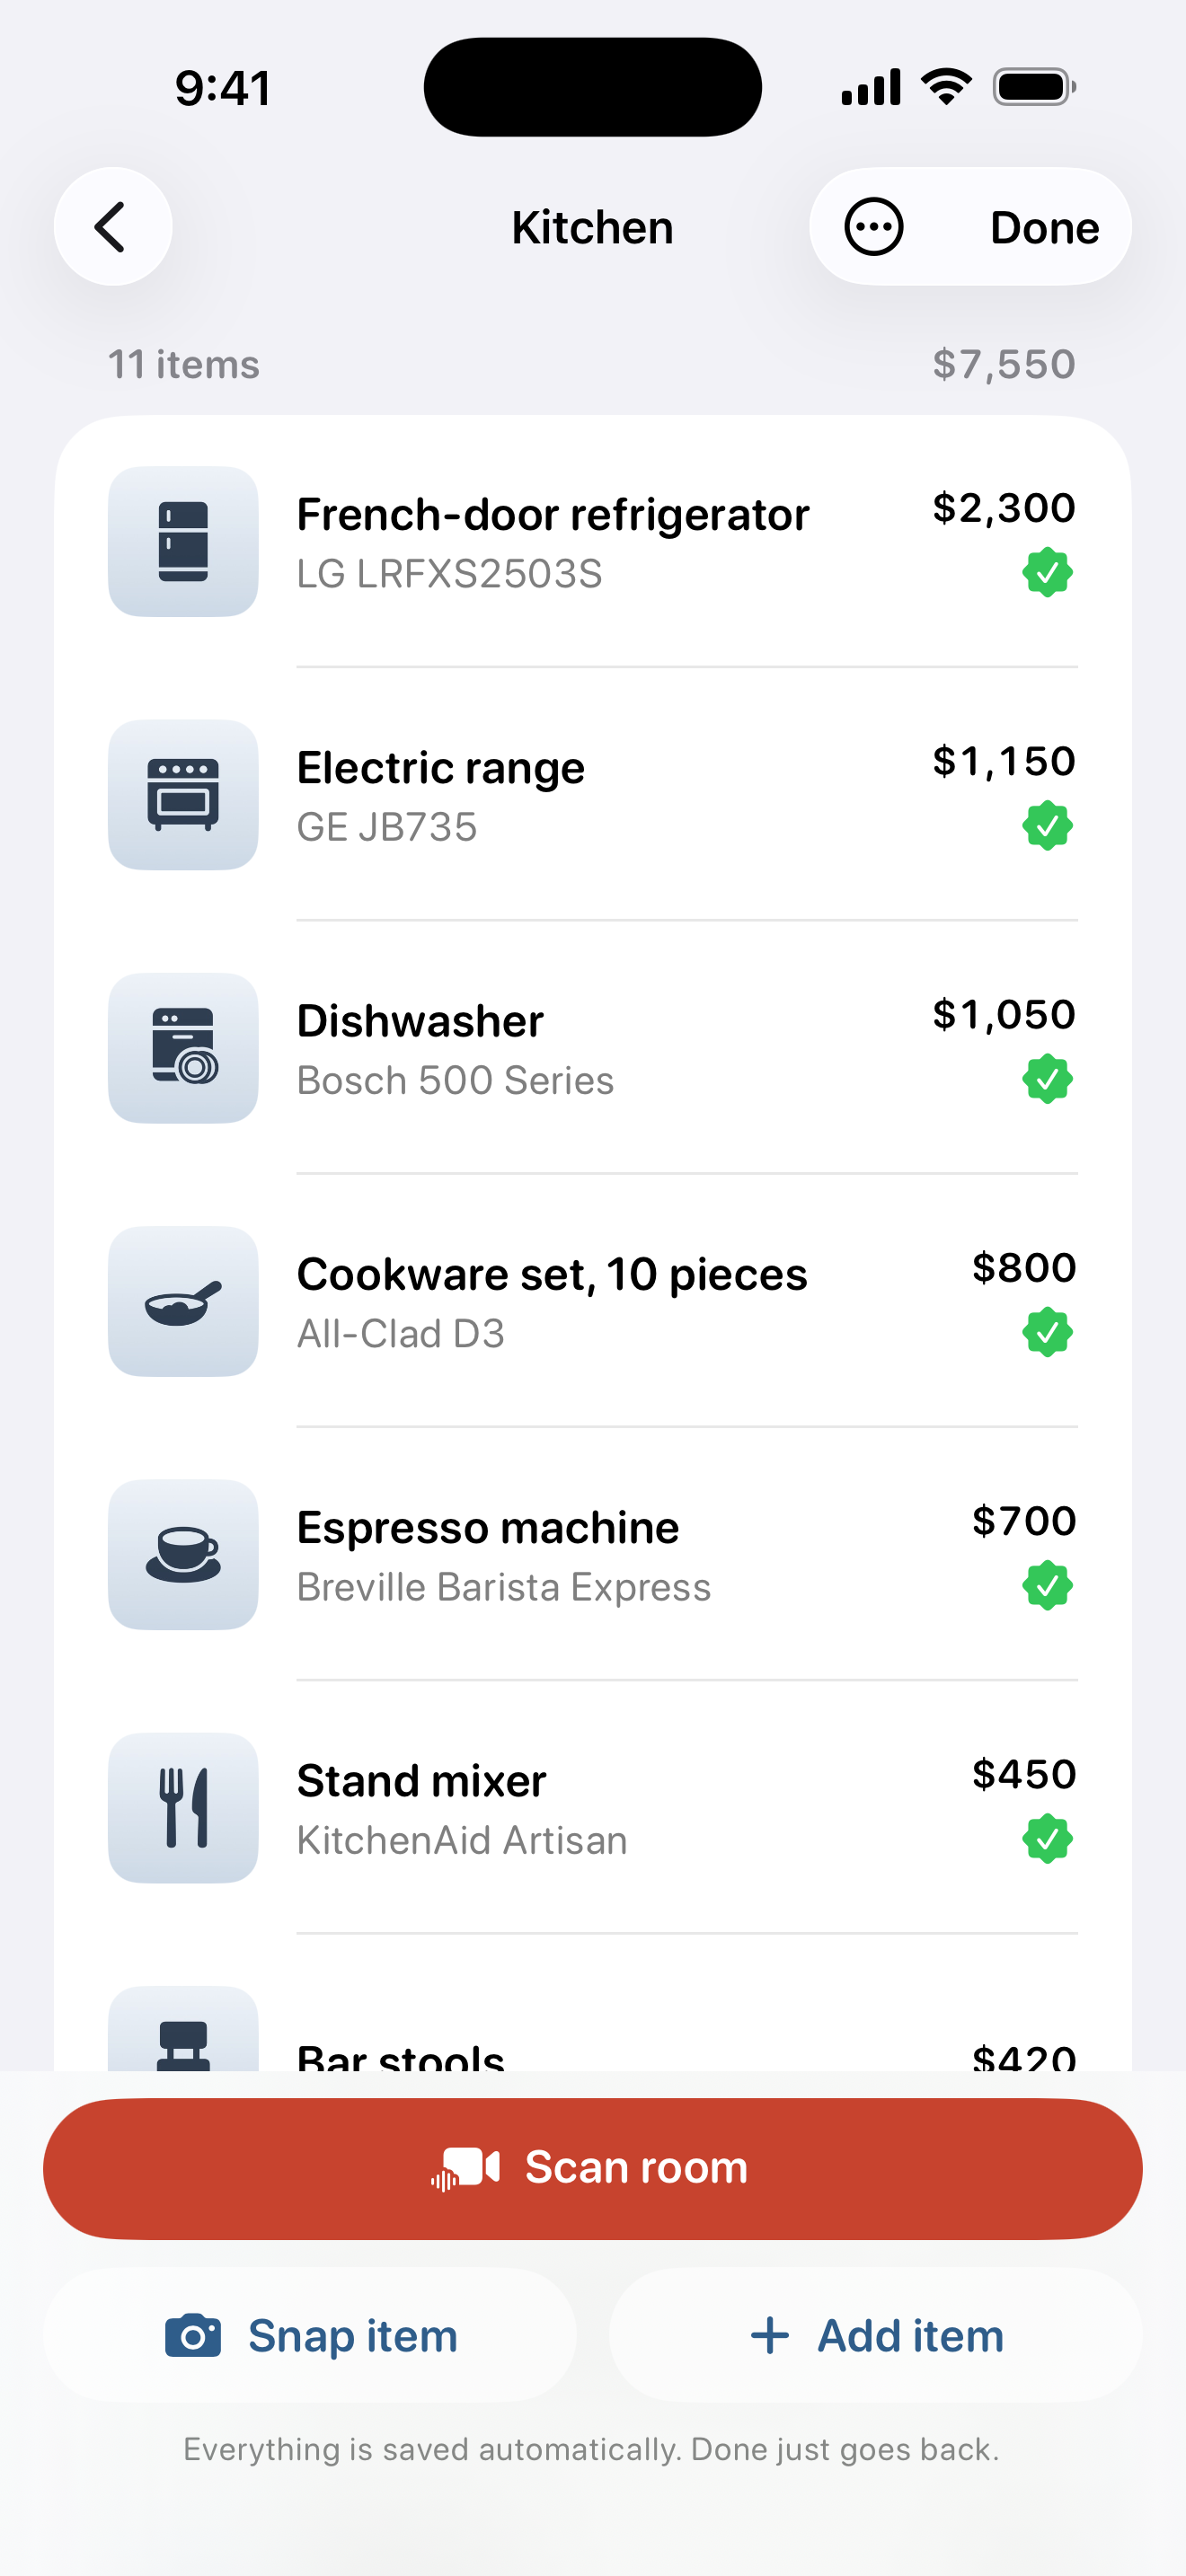 9:41
Kitchen
Done
11 items
$7,550
French-door refrigerator
$2,300
LG LRFXS2503S
Electric range
$1,150
GE JB735
Dishwasher
$1,050
Bosch 500 Series
Cookware set, 10 pieces
$800
All-Clad D3
Espresso machine
$700
Breville Barista Express
Stand mixer
$450
KitchenAid Artisan
Bar stools
$420
Scan room
Snap item
Add item
Everything is saved automatically. Done just goes back.